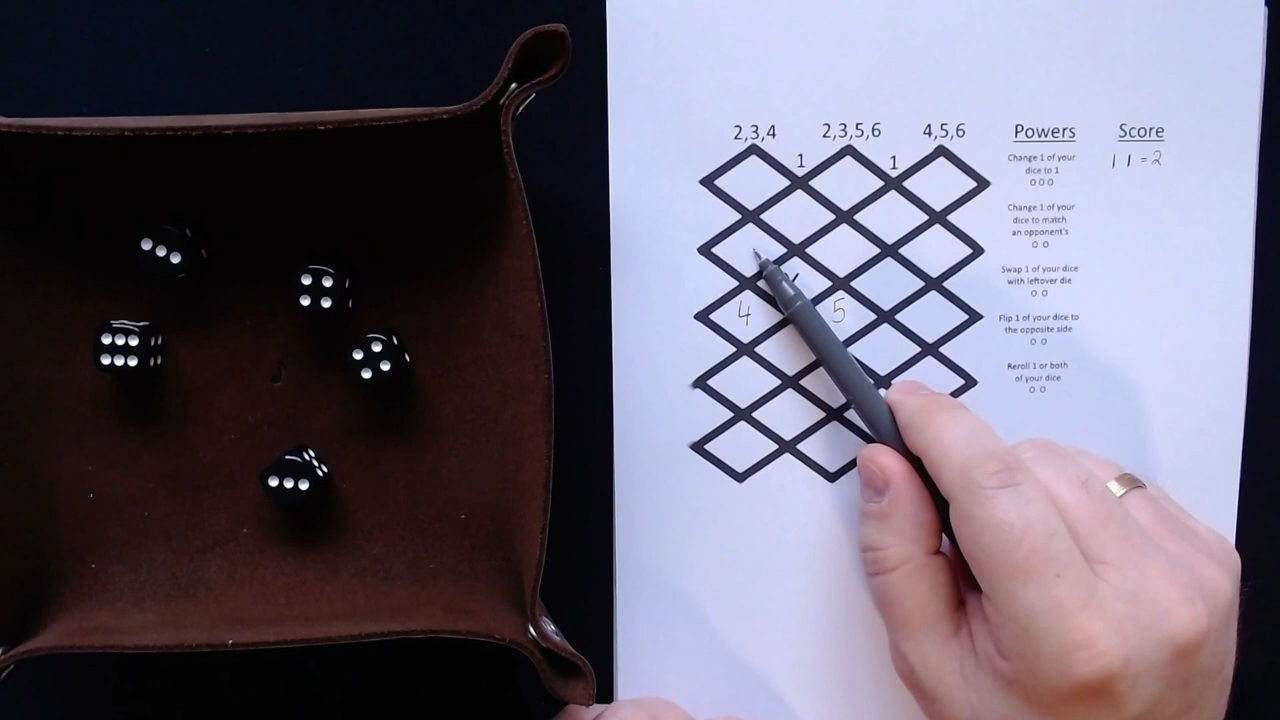 2,3,4 2,3,5,6 4,5,6
1 1
4 5
Powers
Change 1 of your
dice to 1
O O O
Change 1 of your
dice to match
an opponent's
O O
Swap 1 of your dice
with leftover die
O O
Flip 1 of your dice to
the opposite side
O O
Reroll 1 or both
of your dice
O O
Score
1 1 = 2